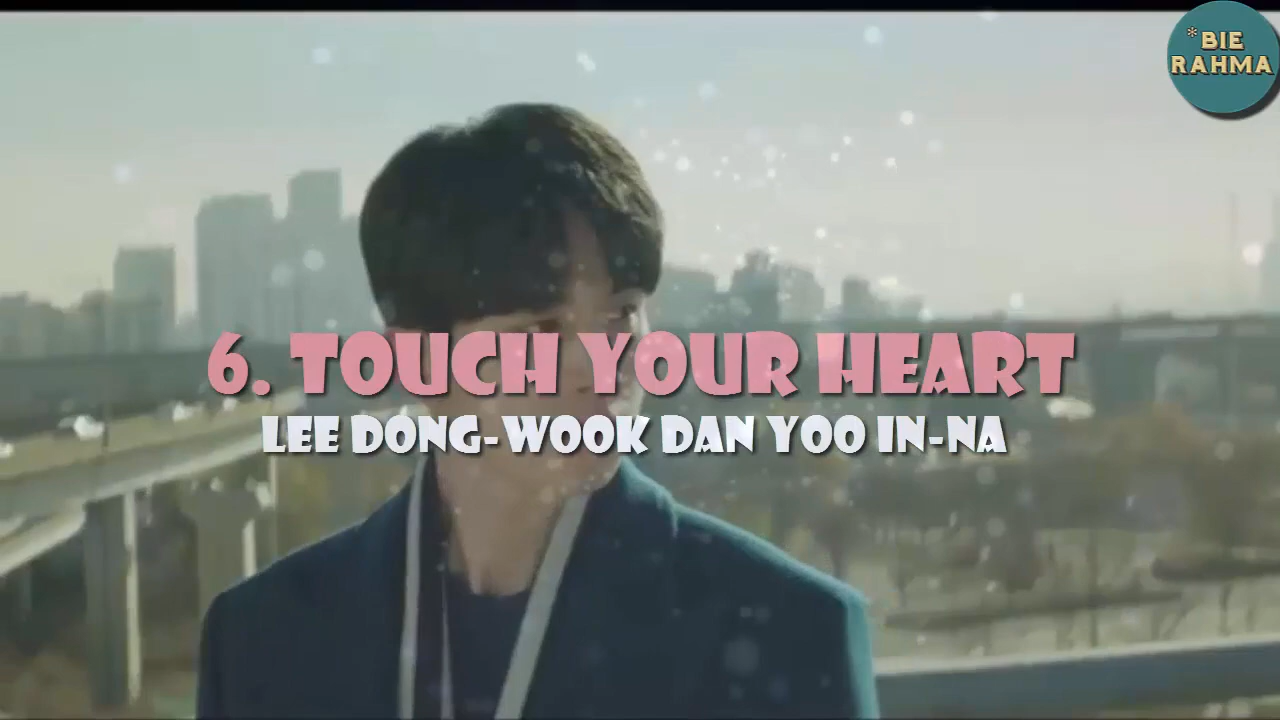 *BIE
RAHMA
6. TOUCH YOUR HEART
LEE DONG-WOOK DAN YOO IN-NA